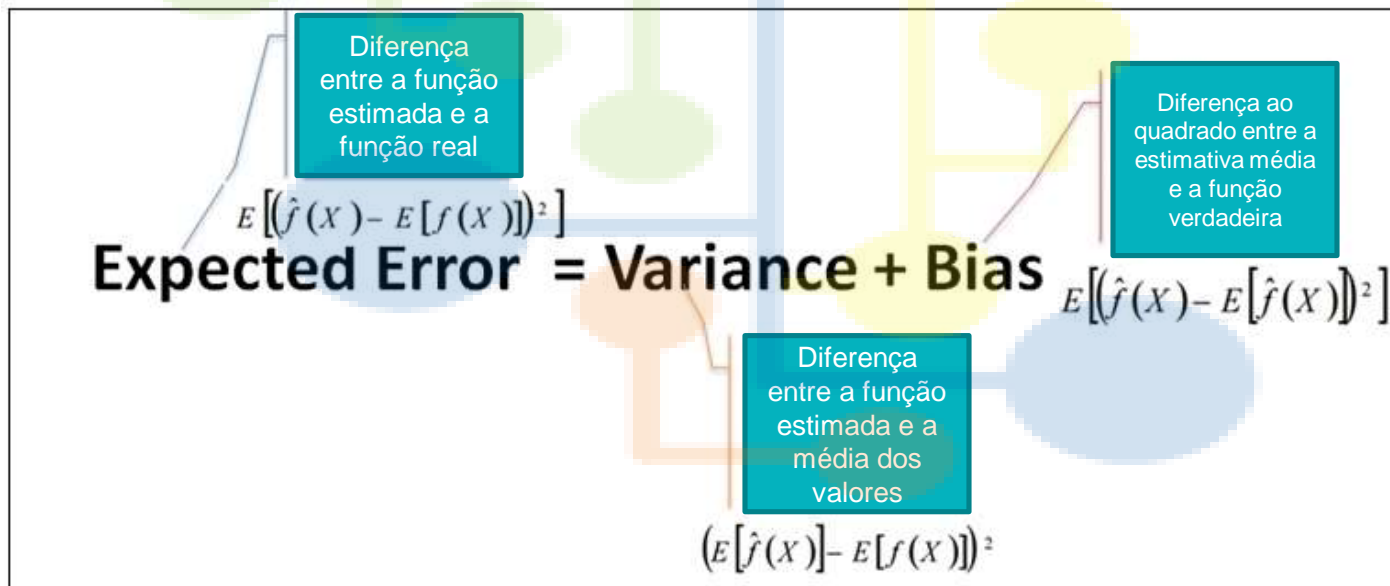 Diferença
entre a função
estimada e a
função real
E[(f̂(X) – E[f(X)])²]
Expected Error = Variance + Bias
Diferença ao
quadrado entre a
estimativa média
e a função
verdadeira
E[(f̂(X) – E[f̂(X)])²]
Diferença
entre a função
estimada e a
média dos
valores
(E[f̂(X)] – E[f(X)])²